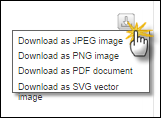 Download as JPEG image
Download as PNG image
Download as PDF document
Download as SVG vector
image